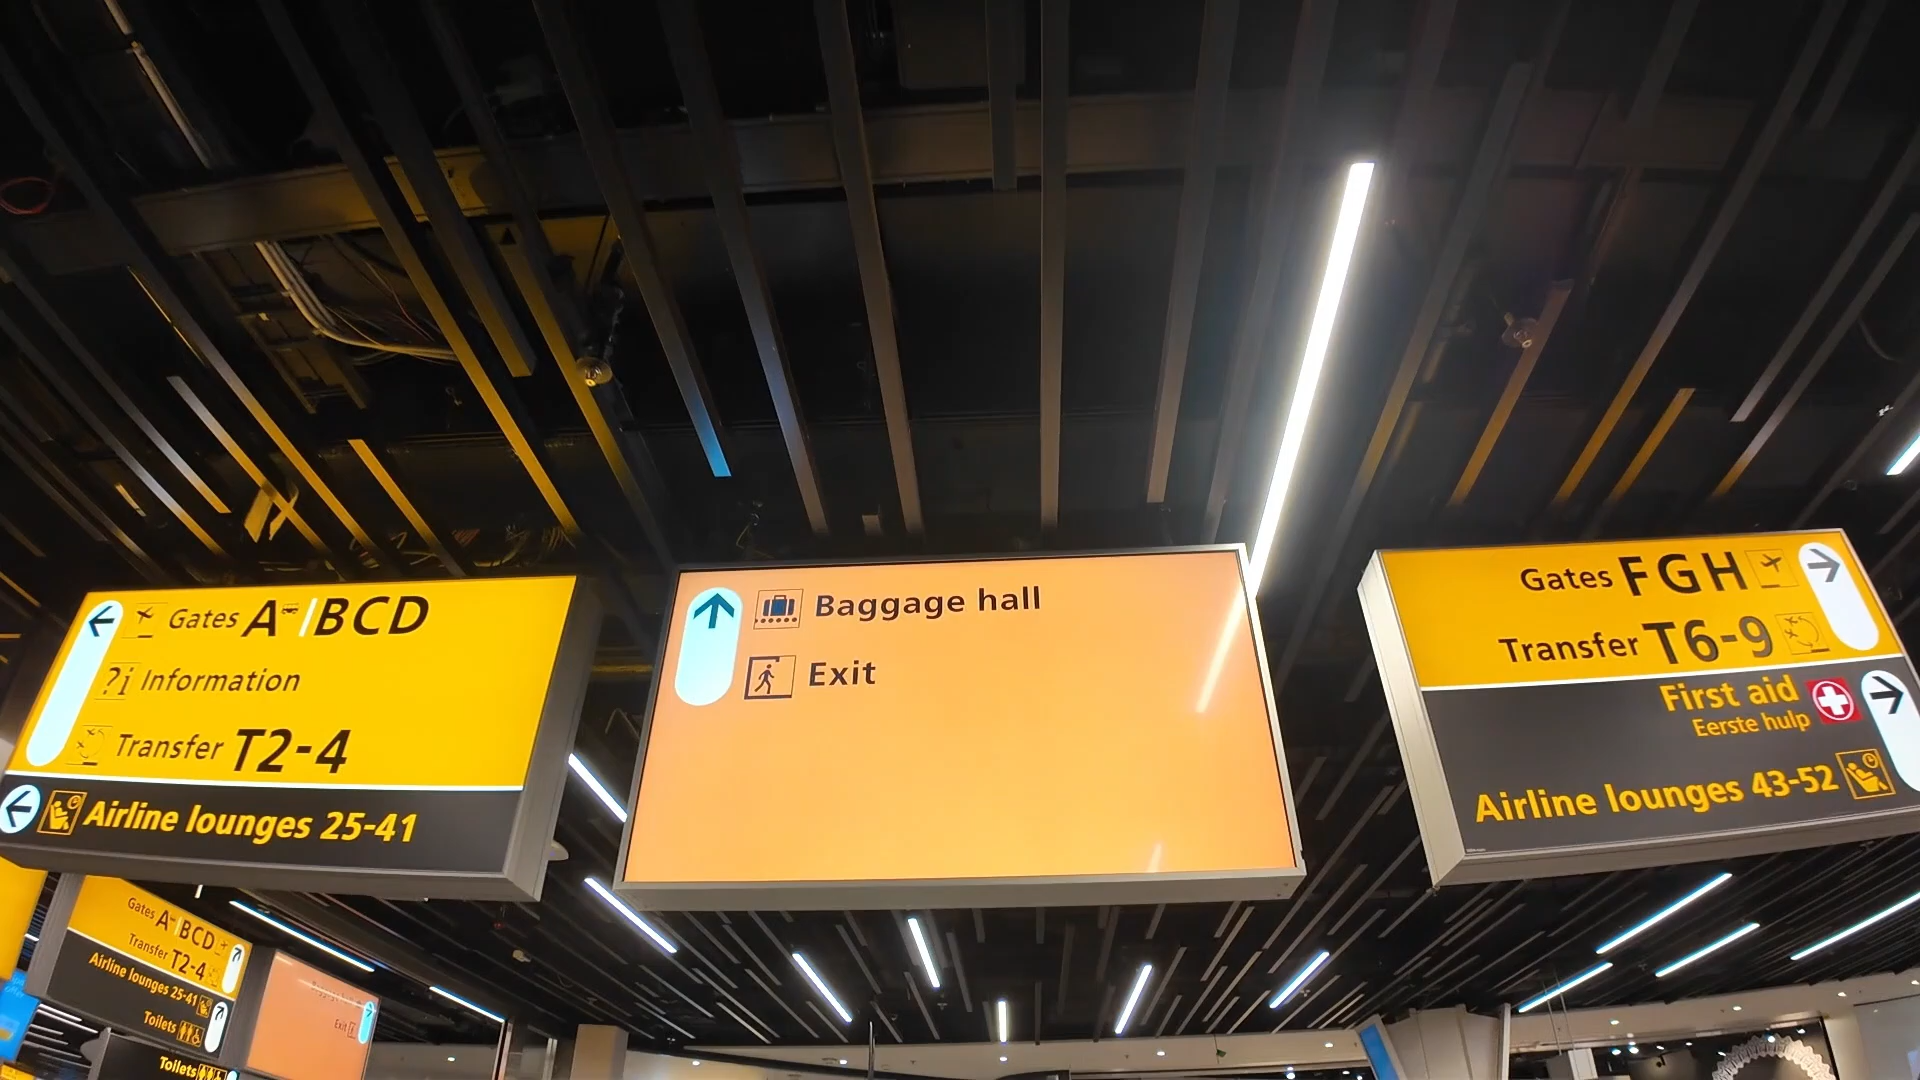 Gates A BCD
?i Information
Transfer T2-4
Airline lounges 25-41
Baggage hall
Exit
Gates FGH
Transfer T6-9
First aid
Eerste hulp
Airline lounges 43-52
Gates A BCD
Transfer T2-4
Airline lounges 25-41
Toilets
Toilets
Exit